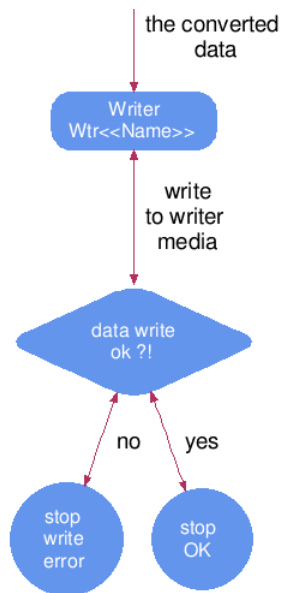 the converted
data
Writer
Wtr<<Name>>
write
to writer
media
data write
ok ?!
no
yes
stop
write
error
stop
OK